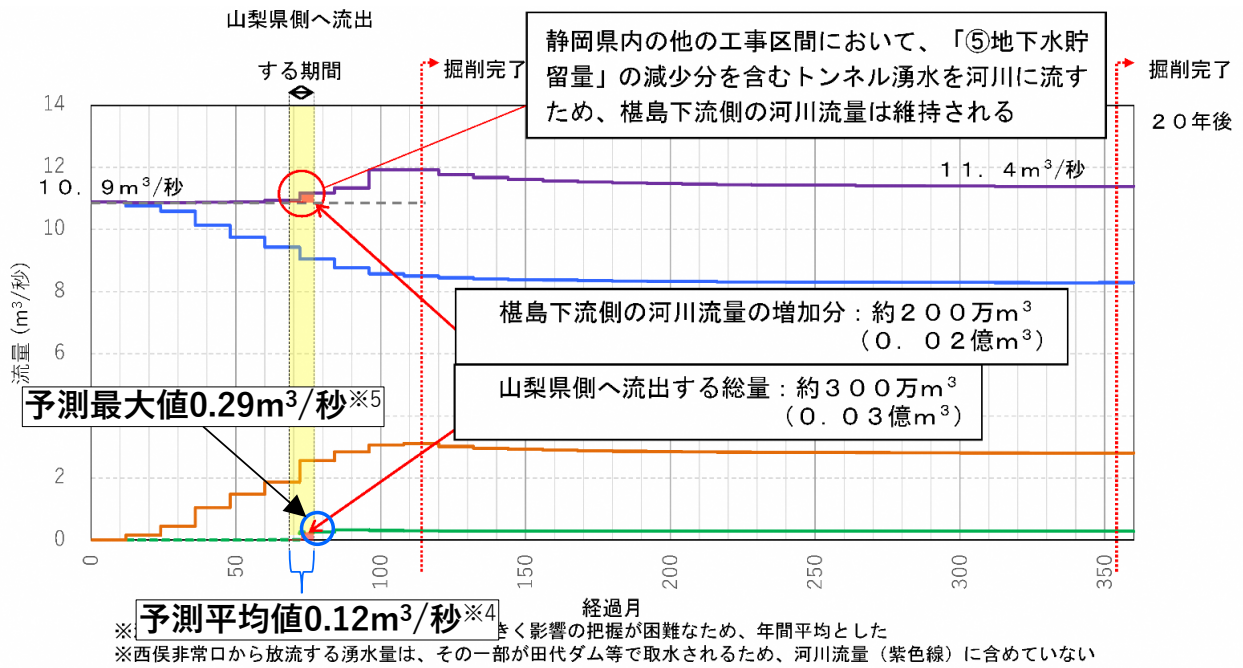 山梨県側へ流出
する期間
掘削完了
静岡県内の他の工事区間において、「⑤地下水貯
留量」の減少分を含むトンネル湧水を河川に流す
ため、椹島下流側の河川流量は維持される
掘削完了
20年後
14
12
10
8
6
2
0
流量(m³/秒)
10.9m³/秒
11.4m³/秒
椹島下流側の河川流量の増加分:約200万m³
(0.02億m³)
山梨県側へ流出する総量:約300万m³
(0.03億m³)
予測最大値0.29m³/秒※5
0
50
100
150
200
250
300
350
経過月
予測平均値0.12m³/秒※4
きく影響の把握が困難なため、年間平均とした
※西俣非常口から放流する湧水量は、その一部が田代ダム等で取水されるため、河川流量(紫色線)に含めていない